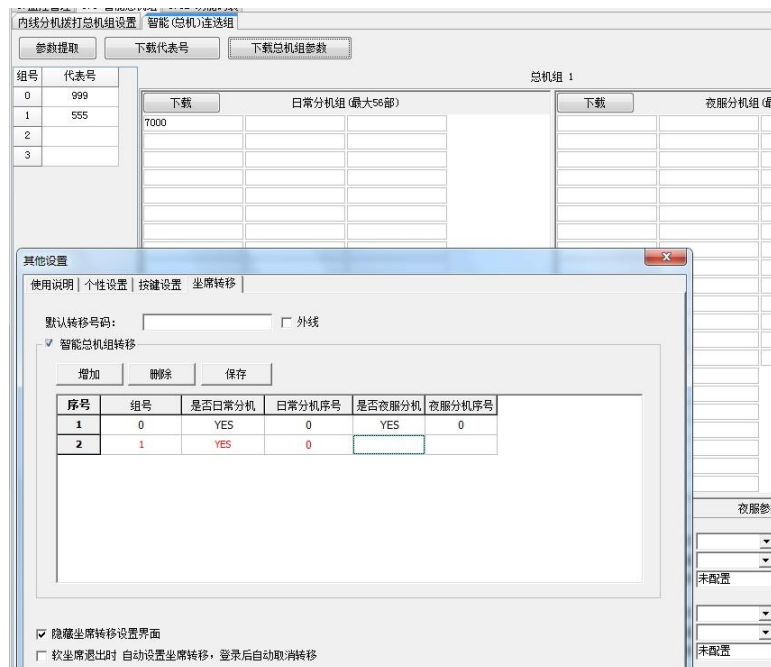 内线分机拨打总机组设置 智能(总机)连选组
参数提取 下载代表号 下载总机组参数
组号 代表号
总机组 1
0 999
1 555
2
3
下载 日常分机组(最大56部)
下载 夜服分机组
7000
其他设置
使用说明 个性设置 按键设置 坐席转移
默认转移号码: 外线
智能总机组转移
增加 删除 保存
序号 组号 是否日常分机 日常分机序号 是否夜服分机 夜服分机序号
1 0 YES 0 YES 0
2 1 YES 0
夜服参
未配置
未配置
隐藏坐席转移设置界面
软坐席退出时 自动设置坐席转移，登录后自动取消转移